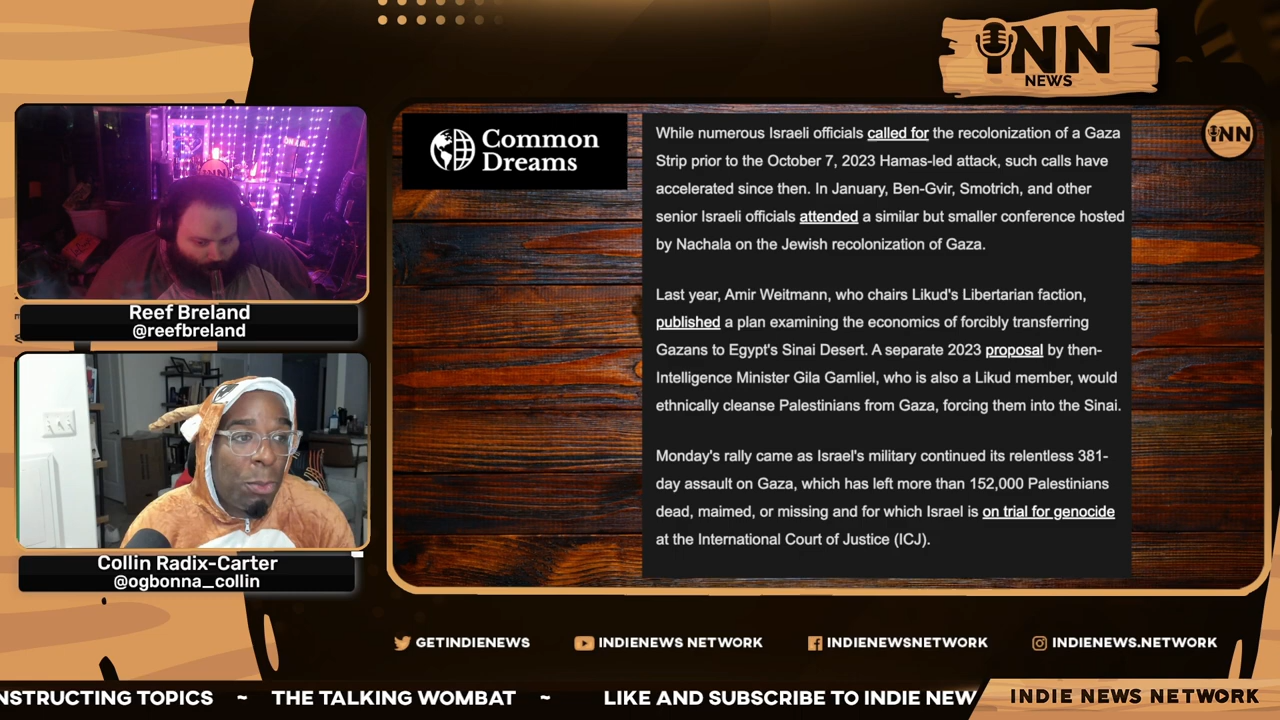 INN
NEWS
Common
Dreams
INN
While numerous Israeli officials called for the recolonization of a Gaza
Strip prior to the October 7, 2023 Hamas-led attack, such calls have
accelerated since then. In January, Ben-Gvir, Smotrich, and other
senior Israeli officials attended a similar but smaller conference hosted
by Nachala on the Jewish recolonization of Gaza.
Last year, Amir Weitmann, who chairs Likud's Libertarian faction,
published a plan examining the economics of forcibly transferring
Gazans to Egypt's Sinai Desert. A separate 2023 proposal by then-
Intelligence Minister Gila Gamliel, who is also a Likud member, would
ethnically cleanse Palestinians from Gaza, forcing them into the Sinai.
Monday's rally came as Israel's military continued its relentless 381-
day assault on Gaza, which has left more than 152,000 Palestinians
dead, maimed, or missing and for which Israel is on trial for genocide
at the International Court of Justice (ICJ).
Reef Breland
@reefbreland
Collin Radix-Carter
@ogbonna_collin
GETINDIENEWS INDIENEWS NETWORK INDIENEWSNETWORK INDIENEWS.NETWORK
NSTRUCTING TOPICS ~ THE TALKING WOMBAT ~ LIKE AND SUBSCRIBE TO INDIE NEW
INDIE NEWS NETWORK